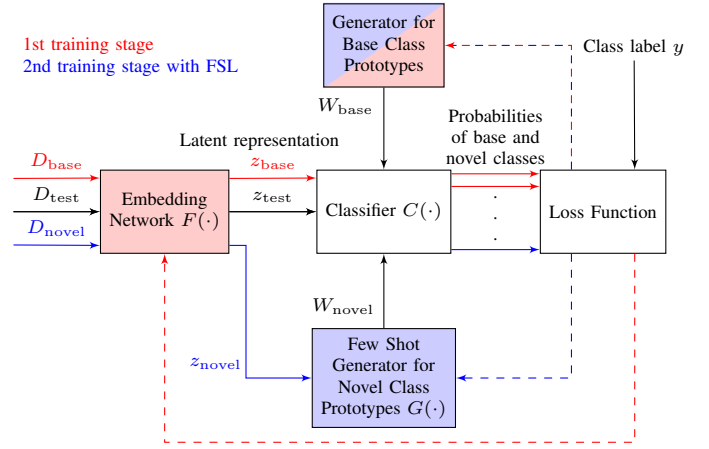 1st training stage
2nd training stage with FSL
Generator for
Base Class
Prototypes
Class label y
W_base
Probabilities
of base and
novel classes
Latent representation
D_base
z_base
D_test
z_test
D_novel
Embedding
Network F(·)
Classifier C(·)
.
.
.
Loss Function
W_novel
z_novel
Few Shot
Generator for
Novel Class
Prototypes G(·)